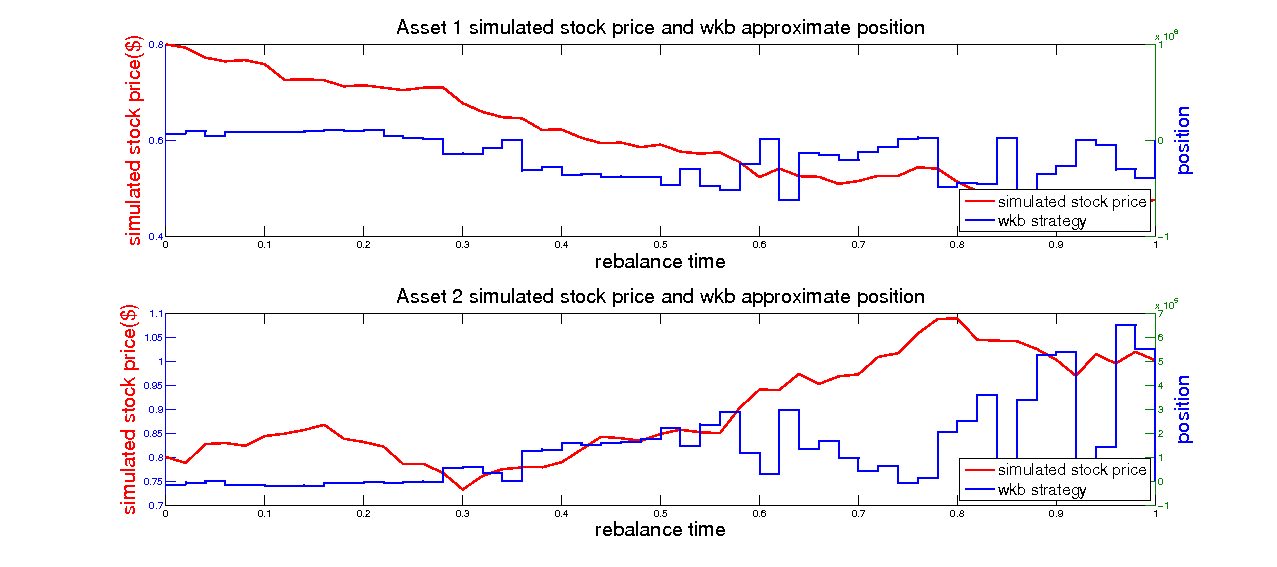 Asset 1 simulated stock price and wkb approximate position
x 10⁶
0.8 1
0.6 0
0.4 -1
simulated stock price($)
position
simulated stock price
wkb strategy
0 0.1 0.2 0.3 0.4 0.5 0.6 0.7 0.8 0.9 1
rebalance time
Asset 2 simulated stock price and wkb approximate position
x 10⁵
1.1 7
1.05 6
1 5
0.95 4
0.9 3
0.85 2
0.8 1
0.75 0
0.7 -1
simulated stock price($)
position
simulated stock price
wkb strategy
0 0.1 0.2 0.3 0.4 0.5 0.6 0.7 0.8 0.9 1
rebalance time